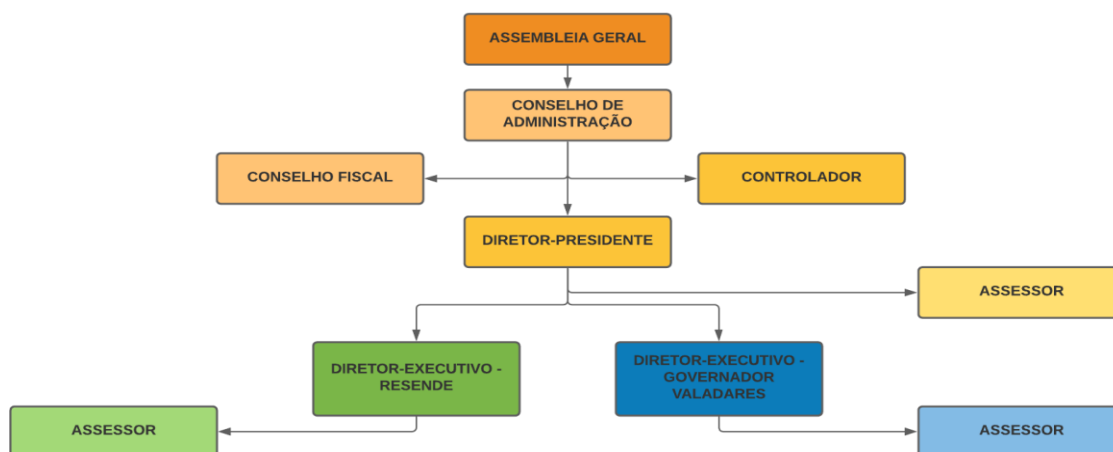 ASSEMBLEIA GERAL
CONSELHO DE
ADMINISTRAÇÃO
CONSELHO FISCAL
CONTROLADOR
DIRETOR-PRESIDENTE
ASSESSOR
DIRETOR-EXECUTIVO -
RESENDE
DIRETOR-EXECUTIVO -
GOVERNADOR
VALADARES
ASSESSOR
ASSESSOR